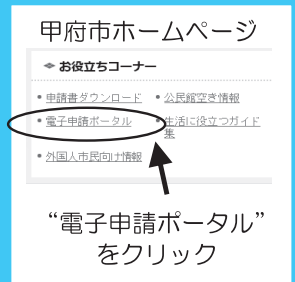 甲府市ホームページ
お役立ちコーナー
申請書ダウンロード
公民館空き情報
電子申請ポータル
生活に役立つガイド
集
外国人市民向け情報
“電子申請ポータル”
をクリック